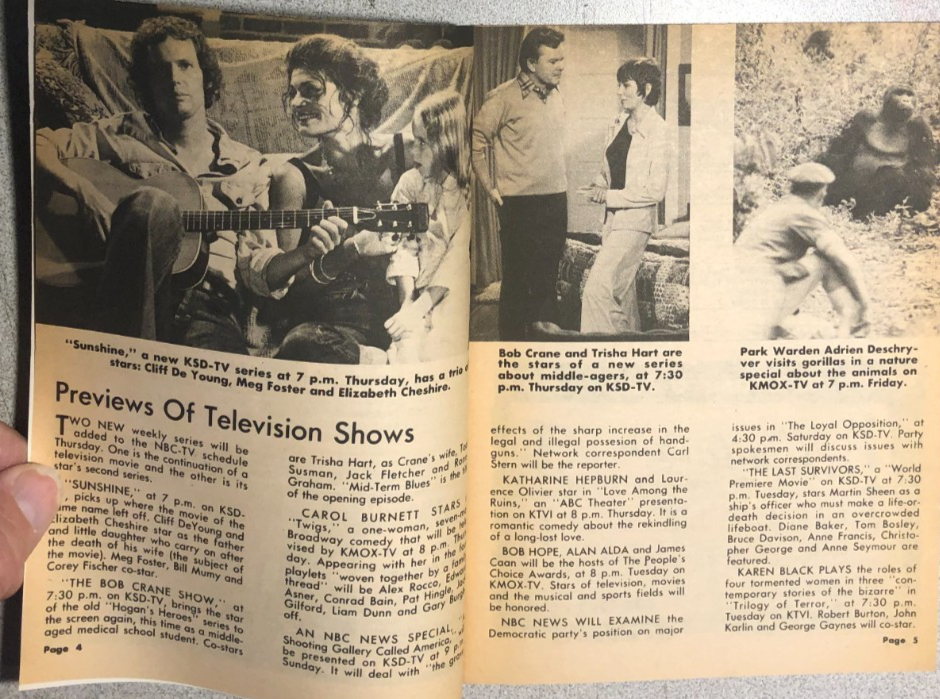 "Sunshine," a new KSD-TV series at 7 p.m. Thursday, has a trio
stars: Cliff De Young, Meg Foster and Elizabeth Cheshire.
Previews Of Television Shows
TWO NEW weekly series will be
added to the NBC-TV schedule
Thursday. One is the continuation of a
television movie and the other is its
star's second series.
"SUNSHINE," at 7 p.m. on KSD-
, picks up where the movie of the
ame name left off. Cliff DeYoung and
lizabeth Cheshire star as the father
and little daughter who carry on after
the death of his wife (the subject of
the movie). Meg Foster, Bill Mumy and
Corey Fischer co-star.
"THE BOB CRANE SHOW," at
7:30 p.m. on KSD-TV, brings the star
of the old "Hogan's Heroes" series to
the screen again, this time as a middle-
aged medical school student. Co-stars
Page 4
are Trisha Hart, as Crane's wife,
Susman, Jack Fletcher and
Graham. "Mid-Term Blues" is the
of the opening episode.
CAROL BURNETT STARS
"Twigs," a one-woman,
Broadway comedy that will be
vised by KMOX-TV at 8 p.m.
day. Appearing with her in the
playlets "woven together by a
thread" will be Alex Rocco,
Asner, Conrad Bain, Pat Hingle,
Gilford, Liam Dunn and Gary
off.
AN NBC NEWS SPECIAL,
Shooting Gallery Called America,
be presented on KSD-TV at 9
Sunday. It will deal with "the
Bob Crane and Trisha Hart are
the stars of a new series
about middle-agers, at 7:30
p.m. Thursday on KSD-TV.
effects of the sharp increase in the
legal and illegal possesion of hand-
guns." Network correspondent Carl
Stern will be the reporter.
KATHARINE HEPBURN and Laur-
ence Olivier star in "Love Among the
Ruins," an "ABC Theater" presenta-
tion on KTVI at 8 p.m. Thursday. It is a
romantic comedy about the rekindling
of a long-lost love.
BOB HOPE, ALAN ALDA and James
Caan will be the hosts of The People's
Choice Awards, at 8 p.m. Tuesday on
KMOX-TV. Stars of television, movies
and the musical and sports fields will
be honored.
NBC NEWS WILL EXAMINE the
Democratic party's position on major
Park Warden Adrien Deschry-
ver visits gorillas in a nature
special about the animals on
KMOX-TV at 7 p.m. Friday.
issues in "The Loyal Opposition," at
4:30 p.m. Saturday on KSD-TV. Party
spokesmen will discuss issues with
network correspondents.
"THE LAST SURVIVORS," a "World
Premiere Movie" on KSD-TV at 7:30
p.m. Tuesday, stars Martin Sheen as a
ship's officer who must make a life-or-
death decision in an overcrowded
lifeboat. Diane Baker, Tom Bosley,
Bruce Davison, Anne Francis, Christo-
pher George and Anne Seymour are
featured.
KAREN BLACK PLAYS the roles of
four tormented women in three "con-
temporary stories of the bizarre" in
"Trilogy of Terror," at 7:30 p.m.
Tuesday on KTVI. Robert Burton, John
Karlin and George Gaynes will co-star.
Page 5